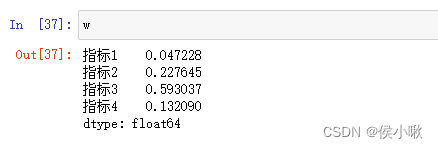 In [37]: w
Out[37]: 指标1 0.047228
指标2 0.227645
指标3 0.593037
指标4 0.132090
dtype: float64
CSDN @侯小啾